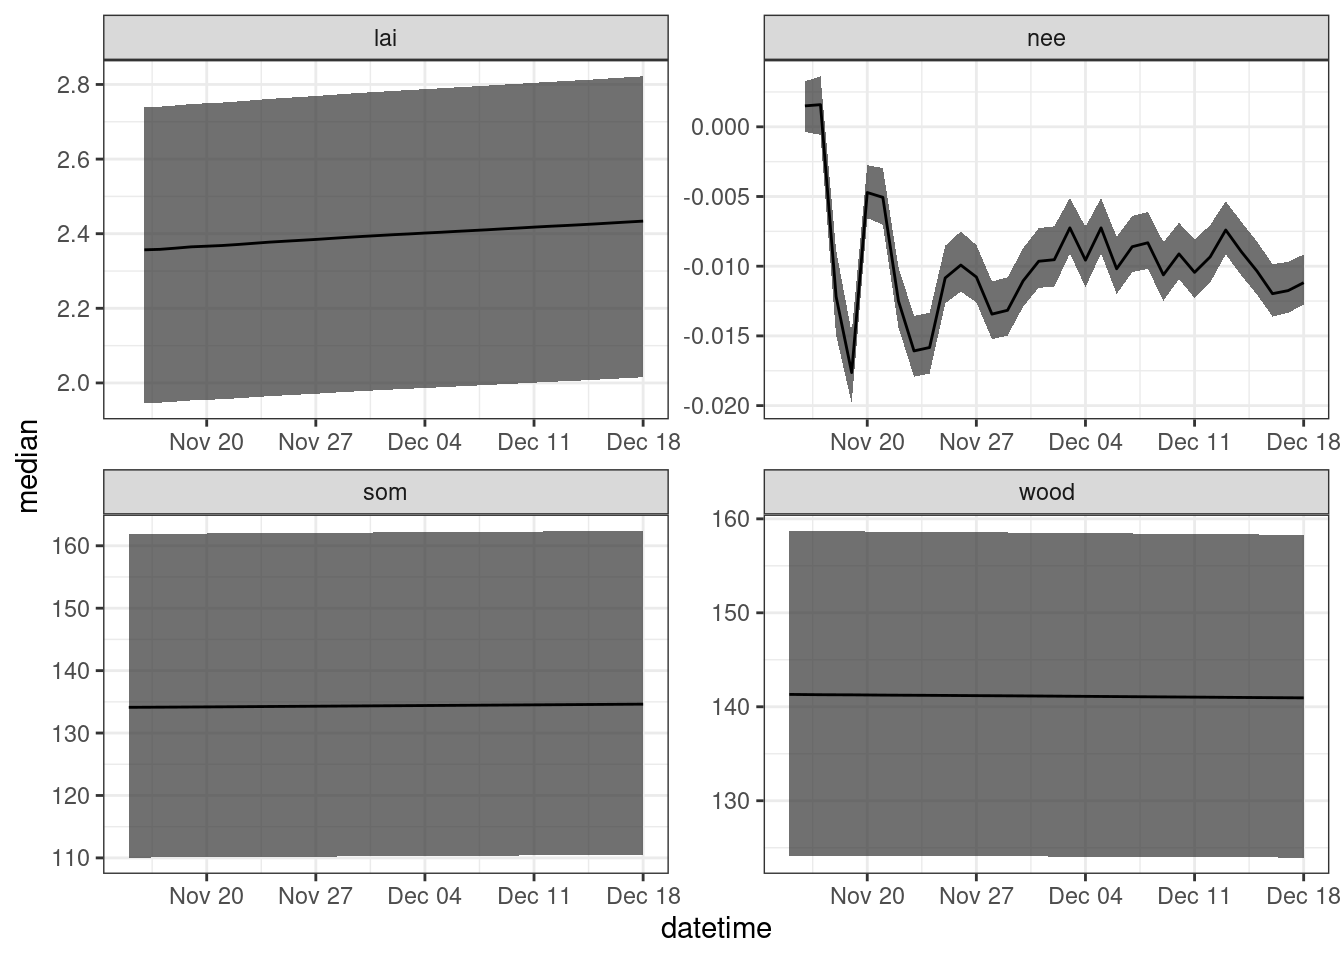 lai
nee
2.8
2.6
2.4
2.2
2.0
0.000
-0.005
-0.010
-0.015
-0.020
Nov 20 Nov 27 Dec 04 Dec 11 Dec 18
Nov 20 Nov 27 Dec 04 Dec 11 Dec 18
median
som
wood
160
150
140
130
120
110
160
150
140
130
Nov 20 Nov 27 Dec 04 Dec 11 Dec 18
Nov 20 Nov 27 Dec 04 Dec 11 Dec 18
datetime